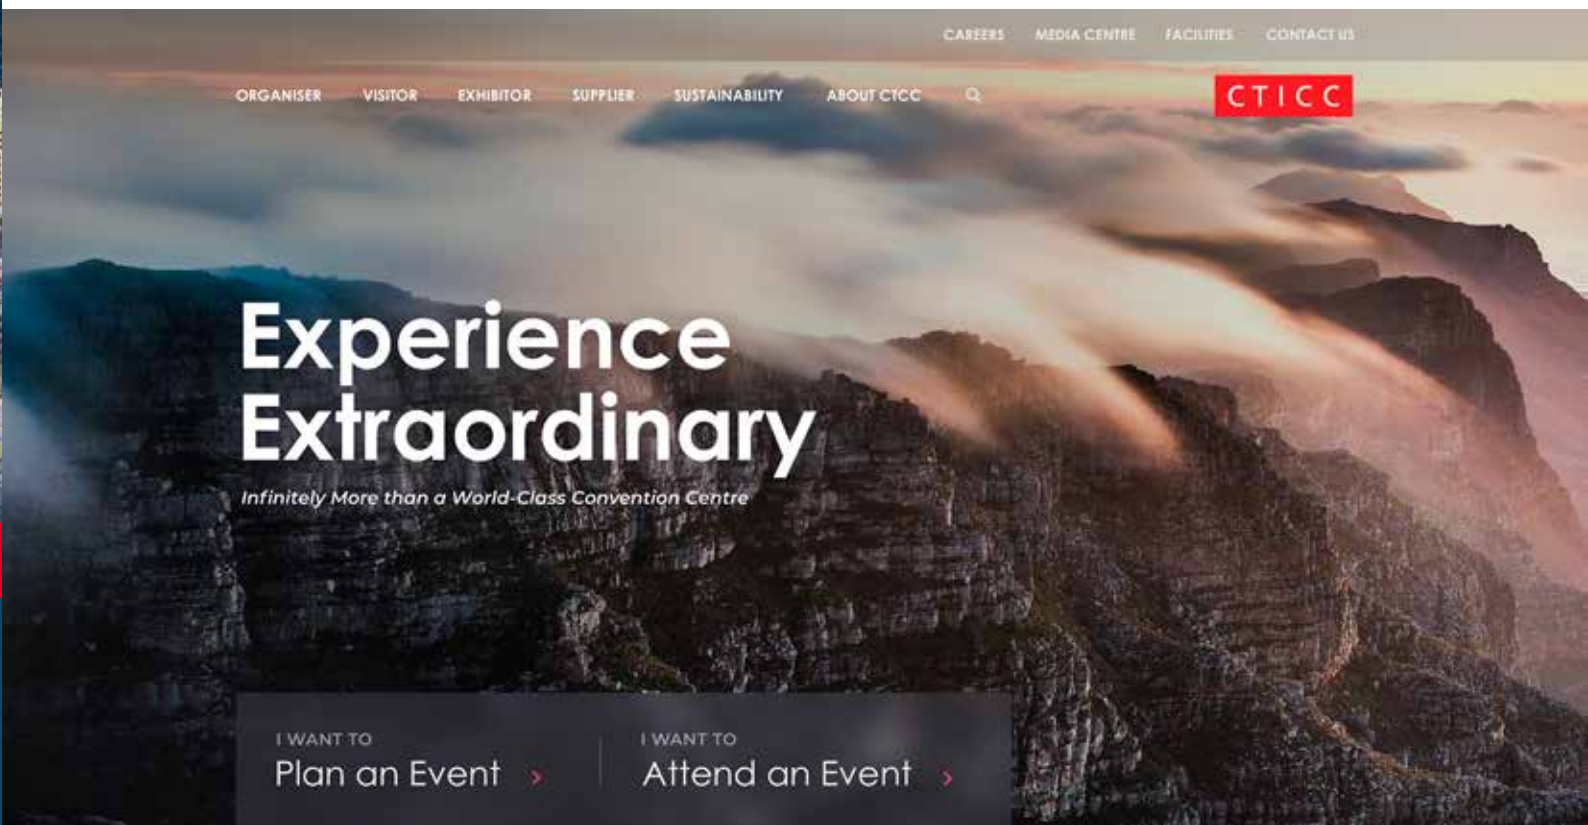 CAREERS MEDIA CENTRE FACILITIES CONTACT US
ORGANISER VISITOR EXHIBITOR SUPPLIER SUSTAINABILITY ABOUT CTCC
CTICC
Experience
Extraordinary
Infinitely More than a World-Class Convention Centre
I WANT TO
Plan an Event >
I WANT TO
Attend an Event >